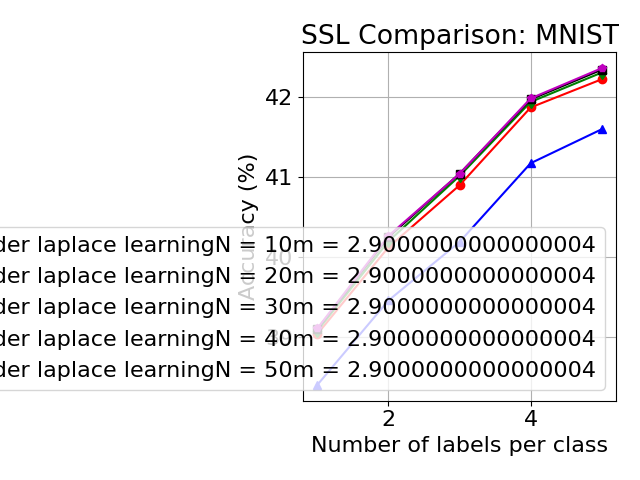 SSL Comparison: MNIST
42
41
40
Accuracy (%)
der laplace learningN = 10m = 2.9000000000000004
der laplace learningN = 20m = 2.9000000000000004
der laplace learningN = 30m = 2.9000000000000004
der laplace learningN = 40m = 2.9000000000000004
der laplace learningN = 50m = 2.9000000000000004
2 4
Number of labels per class